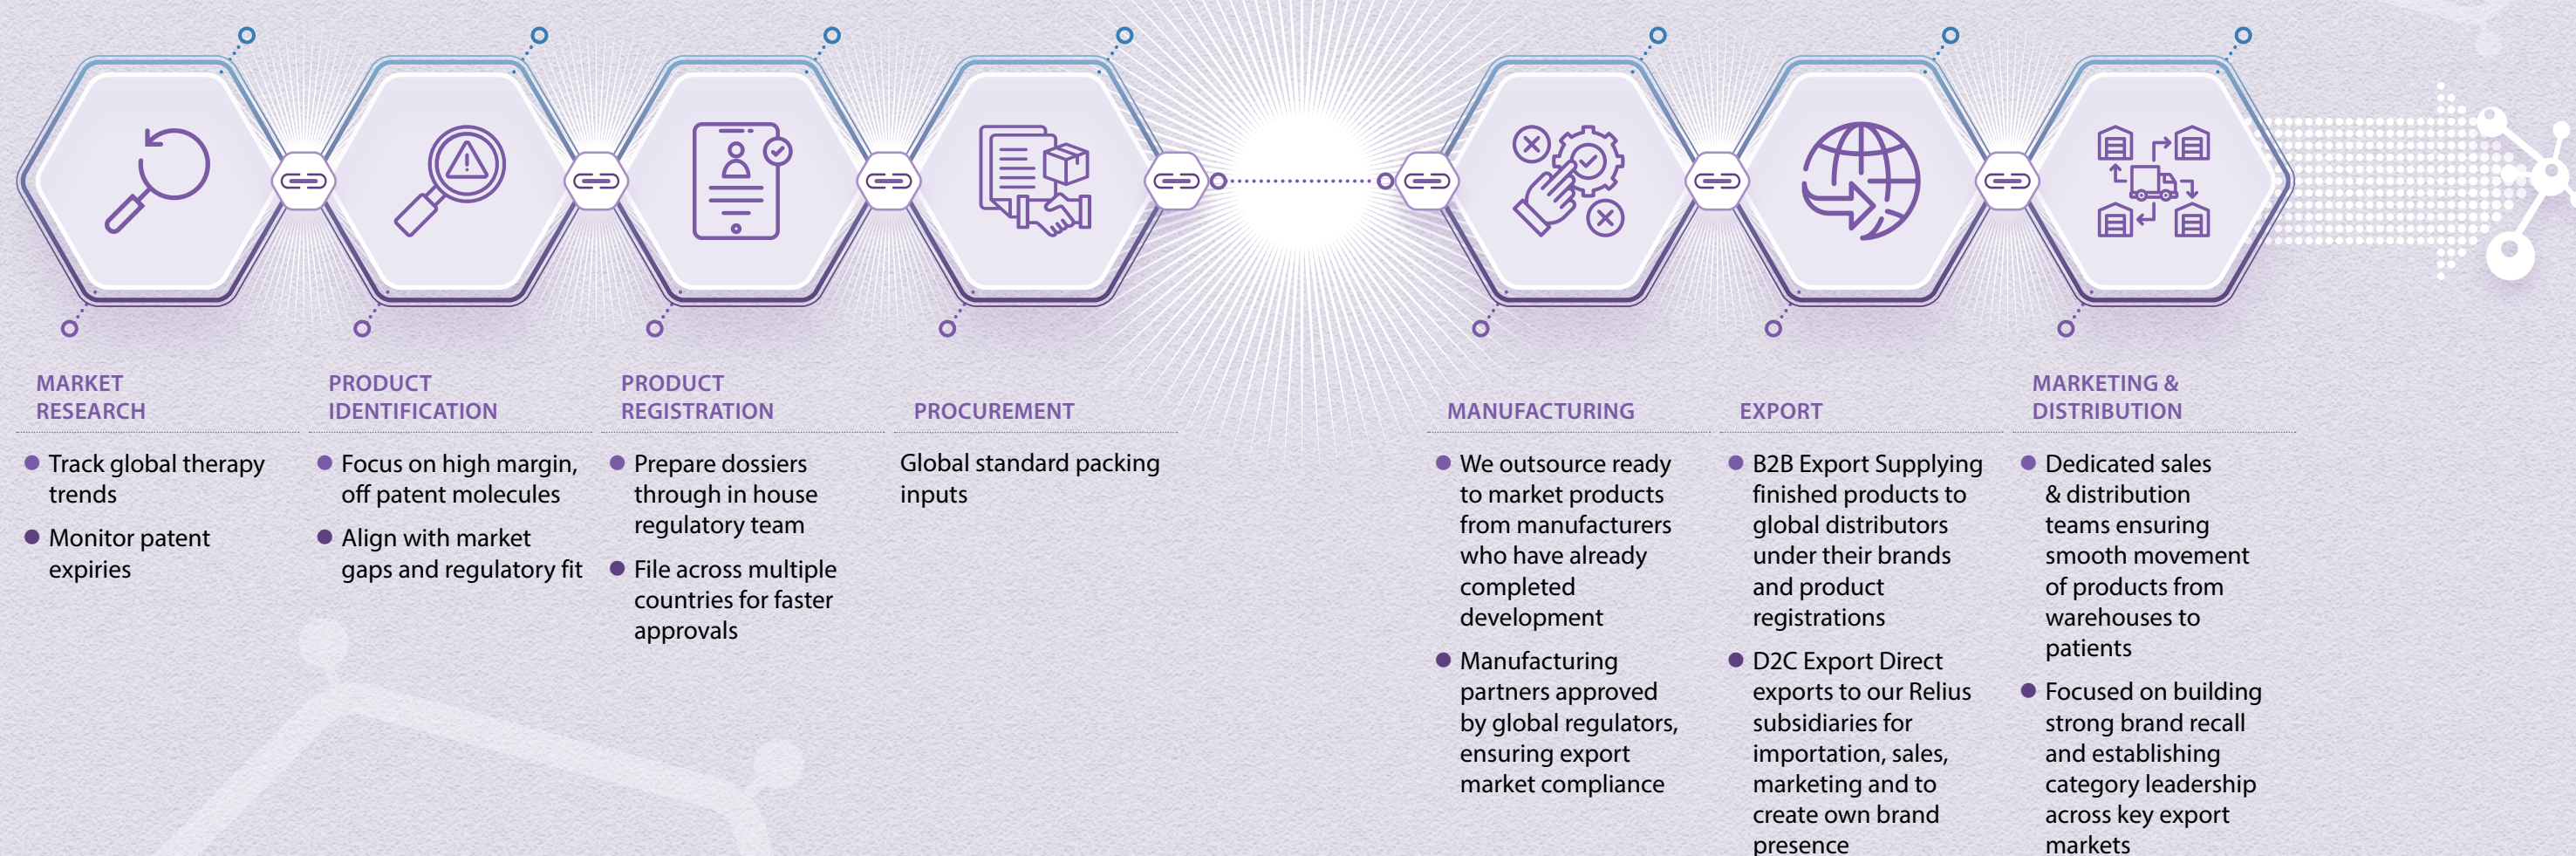 MARKET
RESEARCH
Track global therapy
trends
Monitor patent
expiries
PRODUCT
IDENTIFICATION
Focus on high margin,
off patent molecules
Align with market
gaps and regulatory fit
PRODUCT
REGISTRATION
Prepare dossiers
through in house
regulatory team
File across multiple
countries for faster
approvals
PROCUREMENT
Global standard packing
inputs
MANUFACTURING
We outsource ready
to market products
from manufacturers
who have already
completed
development
Manufacturing
partners approved
by global regulators,
ensuring export
market compliance
EXPORT
B2B Export Supplying
finished products to
global distributors
under their brands
and product
registrations
D2C Export Direct
exports to our Relius
subsidiaries for
importation, sales,
marketing and to
create own brand
presence
MARKETING &
DISTRIBUTION
Dedicated sales
& distribution
teams ensuring
smooth movement
of products from
warehouses to
patients
Focused on building
strong brand recall
and establishing
category leadership
across key export
markets